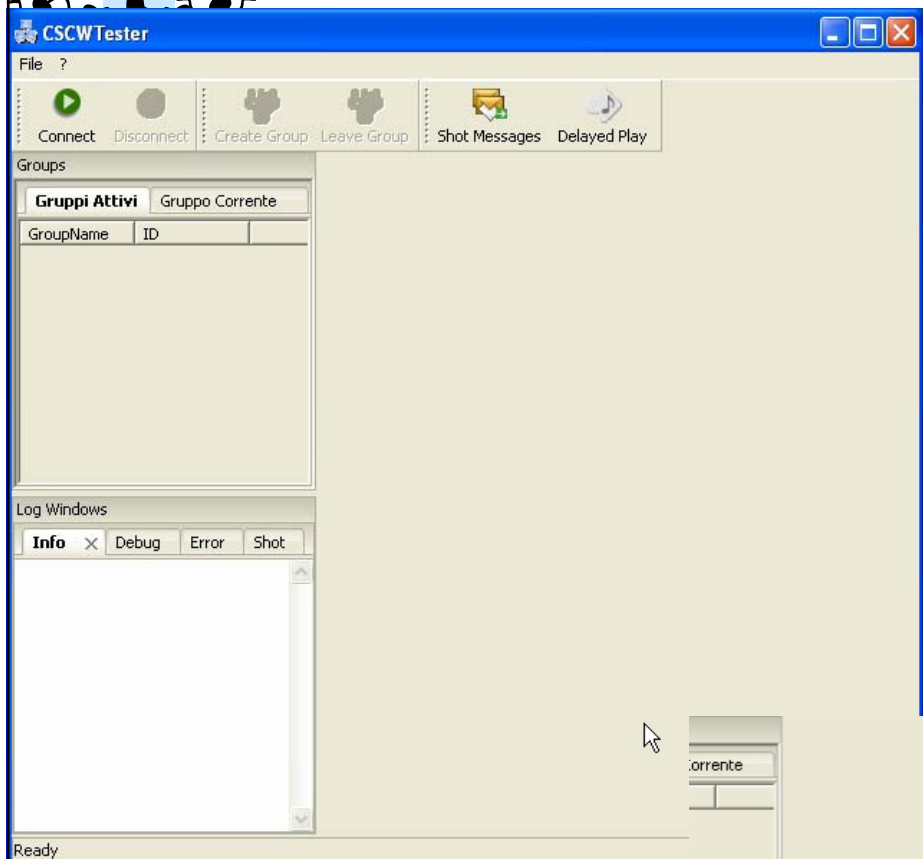 CSCWTester
File ?
Connect Disconnect Create Group Leave Group Shot Messages Delayed Play
Groups
Gruppi Attivi Gruppo Corrente
GroupName ID
Log Windows
Info Debug Error Shot
orrente
Ready